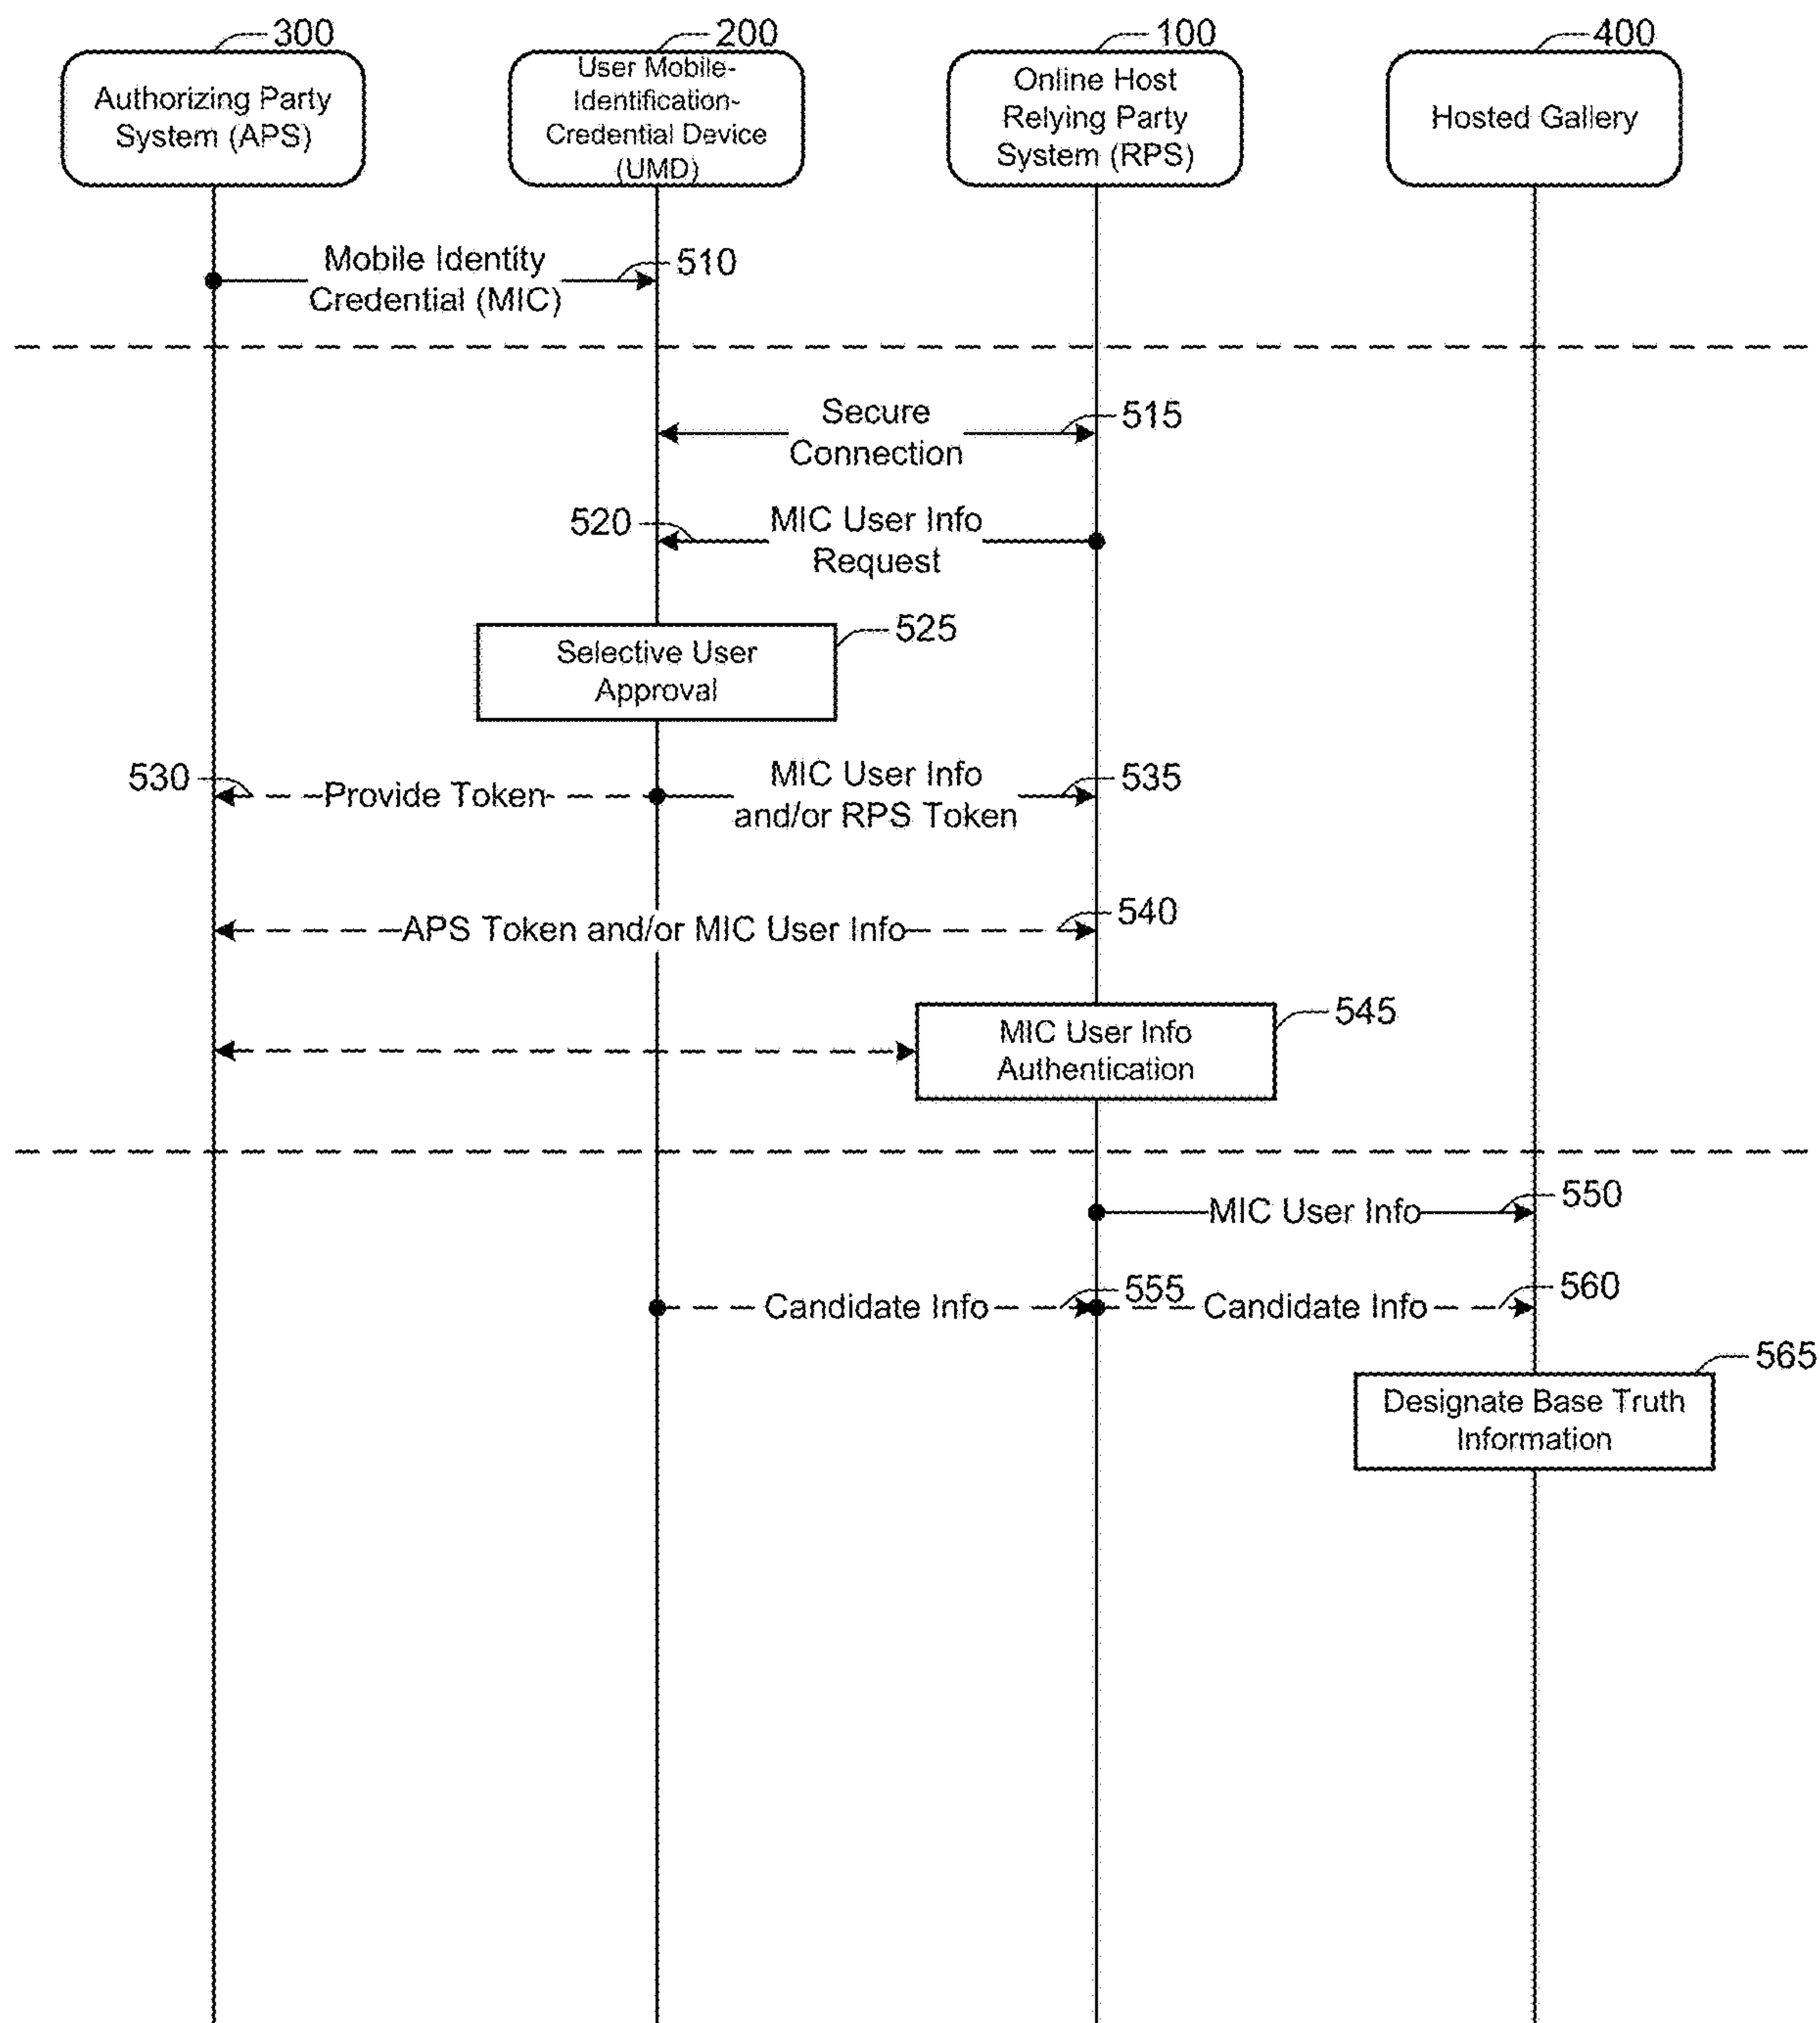 300
200
100
400
Authorizing Party
System (APS)
User Mobile-
Identification-
Credential Device
(UMD)
Online Host
Relying Party
System (RPS)
Hosted Gallery
Mobile Identity
Credential (MIC)
510
Secure
Connection
515
520
MIC User Info
Request
Selective User
Approval
525
530
Provide Token
MIC User Info
and/or RPS Token
535
APS Token and/or MIC User Info
540
MIC User Info
Authentication
545
MIC User Info
550
Candidate Info
555
Candidate Info
560
565
Designate Base Truth
Information